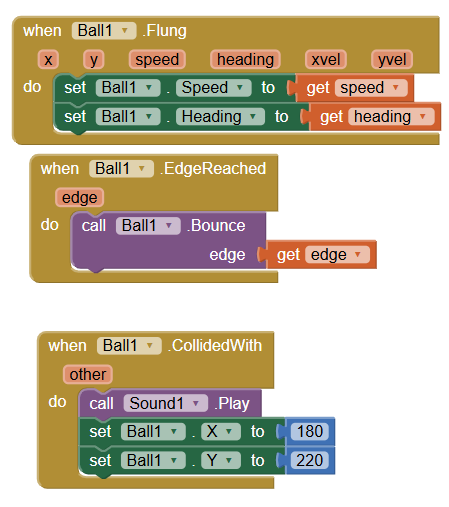 when Ball1 .Flung
x y speed heading xvel yvel
do set Ball1 . Speed to get speed
set Ball1 . Heading to get heading
when Ball1 .EdgeReached
edge
do call Ball1 .Bounce
edge get edge
when Ball1 .CollidedWith
other
do call Sound1 .Play
set Ball1 . X to 180
set Ball1 . Y to 220